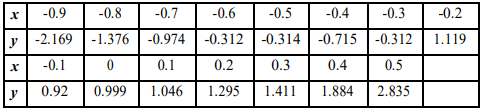 x -0.9 -0.8 -0.7 -0.6 -0.5 -0.4 -0.3 -0.2
y -2.169 -1.376 -0.974 -0.312 -0.314 -0.715 -0.312 1.119
x -0.1 0 0.1 0.2 0.3 0.4 0.5
y 0.92 0.999 1.046 1.295 1.411 1.884 2.835